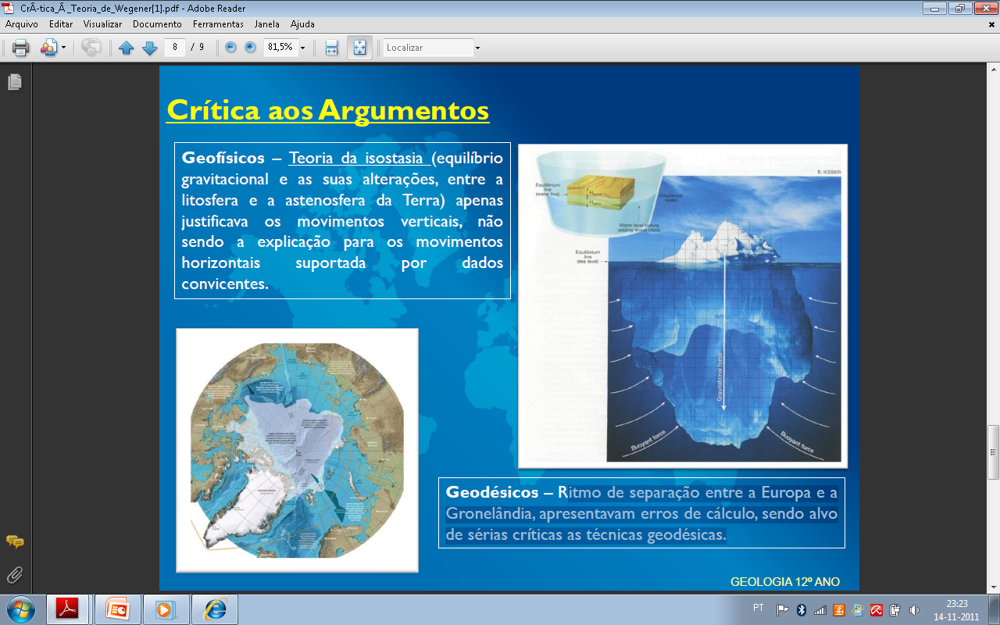 CrÃ-tica_Ã_Teoria_de_Wegener[1].pdf - Adobe Reader
Arquivo Editar Visualizar Documento Ferramentas Janela Ajuda
8 / 9 81,5% Localizar
Crítica aos Argumentos
Geofísicos – Teoria da isostasia (equilíbrio
gravitacional e as suas alterações, entre a
litosfera e a astenosfera da Terra) apenas
justificava os movimentos verticais, não
sendo a explicação para os movimentos
horizontais suportada por dados
convicentes.
B. ICEBER
Equilibrium
line
(water line)
Displaced
water
Water level before
adding wood block
Equilibrium
line
(sea level)
Gravitational force
Buoyant force
Buoyant force
Geodésicos – Ritmo de separação entre a Europa e a
Gronelândia, apresentavam erros de cálculo, sendo alvo
de sérias críticas as técnicas geodésicas.
GEOLOGIA 12º ANO
PT
23:23
14-11-2011